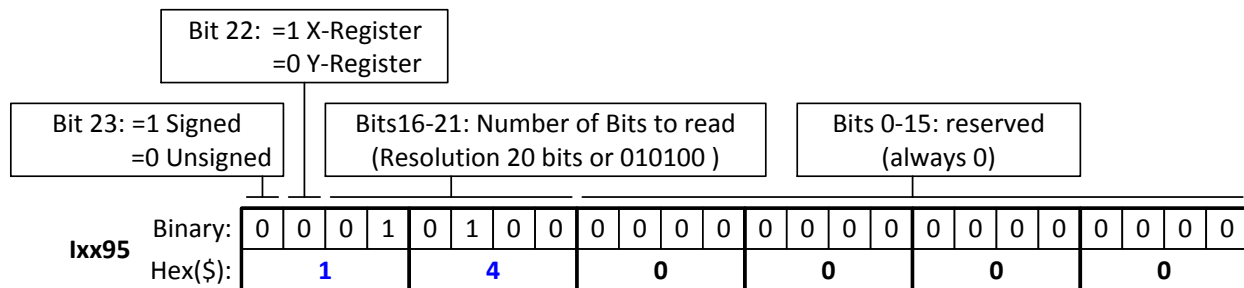 Bit 22: =1 X-Register
=0 Y-Register
Bit 23: =1 Signed
=0 Unsigned
Bits16-21: Number of Bits to read
(Resolution 20 bits or 010100 )
Bits 0-15: reserved
(always 0)
Ixx95
Binary: 0 0 0 1 0 1 0 0 0 0 0 0 0 0 0 0 0 0 0 0 0 0 0 0
Hex($): 1 4 0 0 0 0